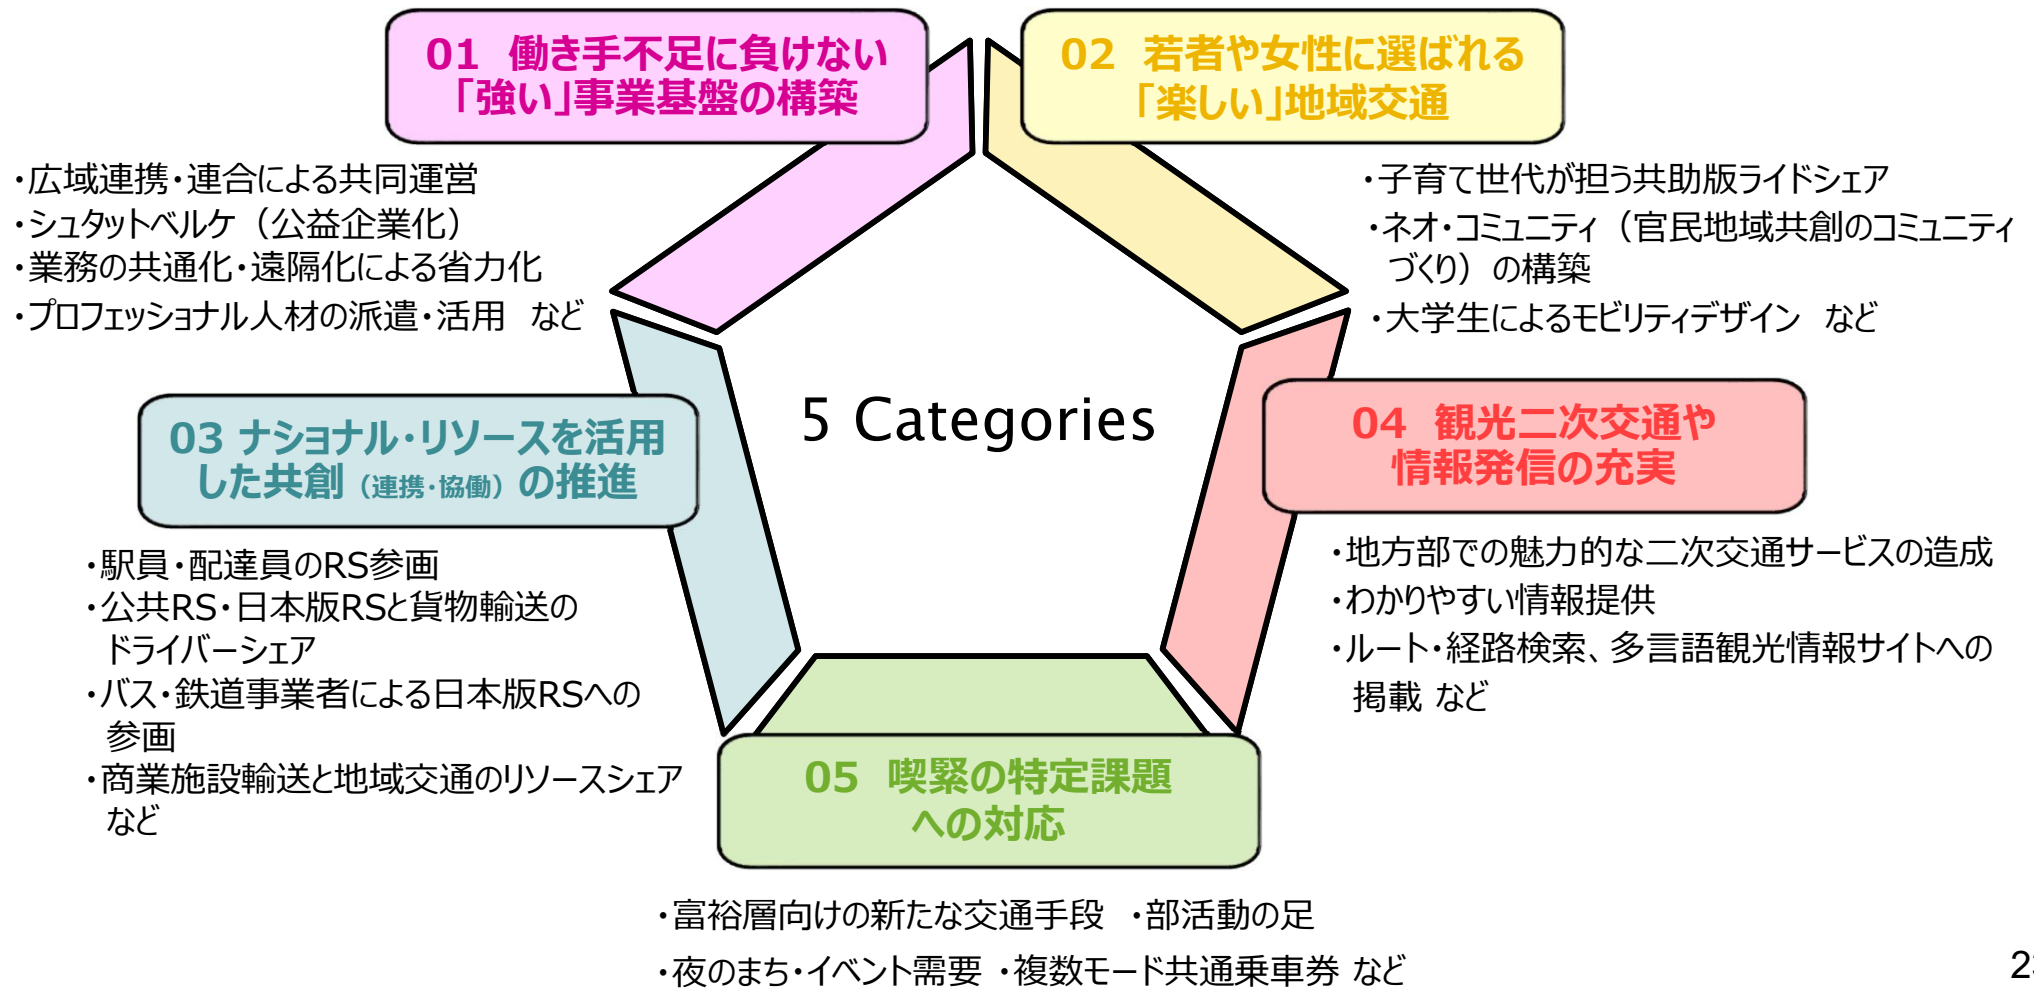 01 働き手不足に負けない
「強い」事業基盤の構築
・広域連携・連合による共同運営
・シュタットベルケ（公益企業化）
・業務の共通化・遠隔化による省力化
・プロフェッショナル人材の派遣・活用 など
02 若者や女性に選ばれる
「楽しい」地域交通
・子育て世代が担う共助版ライドシェア
・ネオ・コミュニティ（官民地域共創のコミュニティ
づくり）の構築
・大学生によるモビリティデザイン など
5 Categories
03 ナショナル・リソースを活用
した共創（連携・協働）の推進
・駅員・配達員のRS参画
・公共RS・日本版RSと貨物輸送の
ドライバーシェア
・バス・鉄道事業者による日本版RSへの
参画
・商業施設輸送と地域交通のリソースシェア
など
04 観光二次交通や
情報発信の充実
・地方部での魅力的な二次交通サービスの造成
・わかりやすい情報提供
・ルート・経路検索、多言語観光情報サイトへの
掲載 など
05 喫緊の特定課題
への対応
・富裕層向けの新たな交通手段 ・部活動の足
・夜のまち・イベント需要 ・複数モード共通乗車券 など